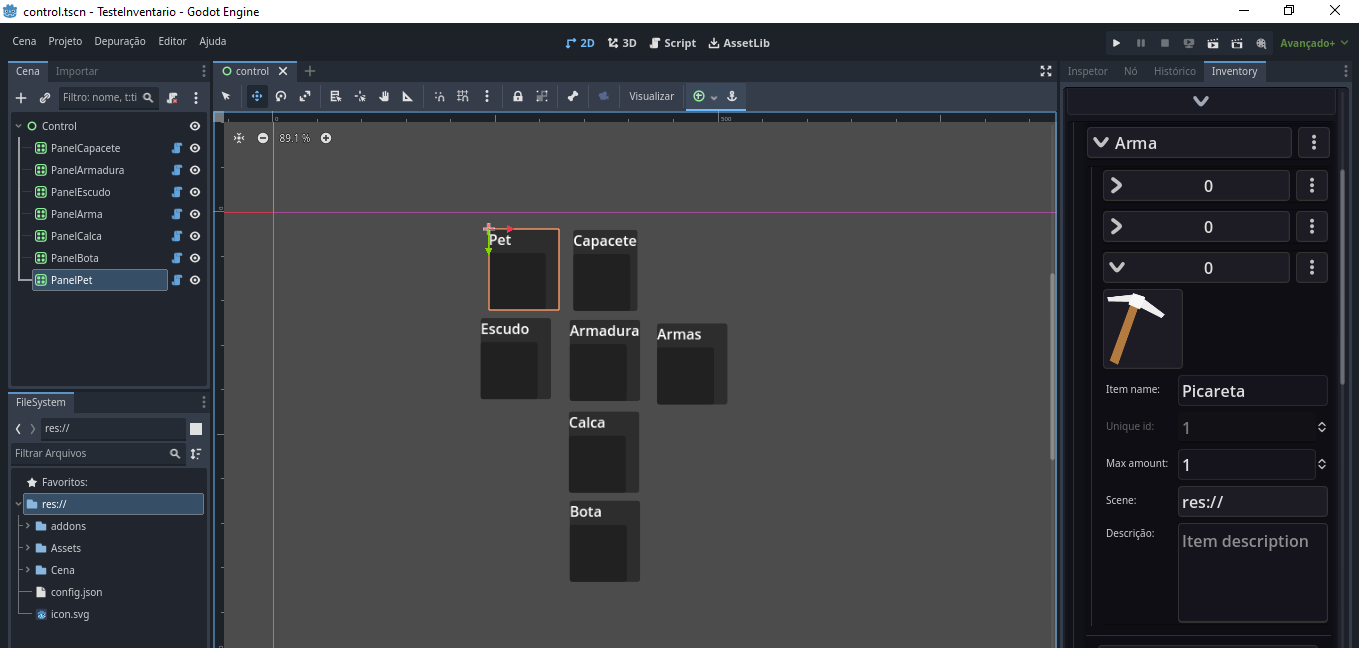 control.tscn - TesteInventario - Godot Engine
Cena Projeto Depuração Editor Ajuda
2D 3D Script AssetLib
Avançado+
Cena Importar
control
Inspetor Nó Histórico Inventory
Filtro: nome, t:ti
Visualizar
0 500
89.1 %
Control
PanelCapacete
PanelArmadura
PanelEscudo
PanelArma
PanelCalca
PanelBota
PanelPet
FileSystem
res://
Filtrar Arquivos
Favoritos:
res://
addons
Assets
Cena
config.json
icon.svg
Pet Capacete
Escudo Armadura Armas
Calca
Bota
Arma
0
0
0
Item name: Picareta
Unique id: 1
Max amount: 1
Scene: res://
Descrição: Item description